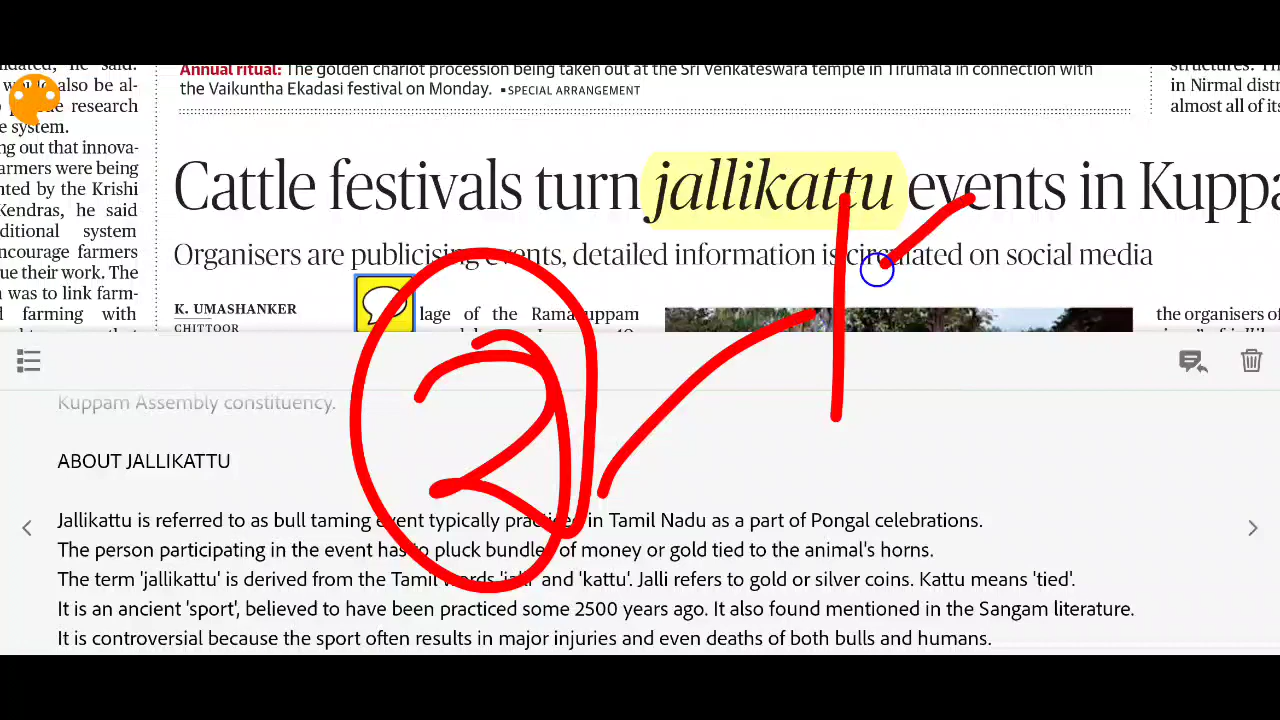 dated, he said.
would also be al-
research
e system.
ng out that innova-
armers were being
nted by the Krishi
Kendras, he said
ditional system
ncourage farmers
ue their work. The
n was to link farm-
farming with
Annual ritual: The golden chariot procession being taken out at the Sri Venkateswara temple in Tirumala in connection with
the Vaikuntha Ekadasi festival on Monday. ▪SPECIAL ARRANGEMENT
in Nirmal distr
almost all of its
Cattle festivals turn jallikattu events in Kuppa
Organisers are publicising events, detailed information is circulated on social media
K. UMASHANKER
CHITTOOR
lage of the Ramakuppam
the organisers of
2
Kuppam Assembly constituency.
ABOUT JALLIKATTU
Jallikattu is referred to as bull taming event typically practiced in Tamil Nadu as a part of Pongal celebrations.
The person participating in the event has to pluck bundles of money or gold tied to the animal's horns.
The term 'jallikattu' is derived from the Tamil words 'jalli' and 'kattu'. Jalli refers to gold or silver coins. Kattu means 'tied'.
It is an ancient 'sport', believed to have been practiced some 2500 years ago. It also found mentioned in the Sangam literature.
It is controversial because the sport often results in major injuries and even deaths of both bulls and humans.